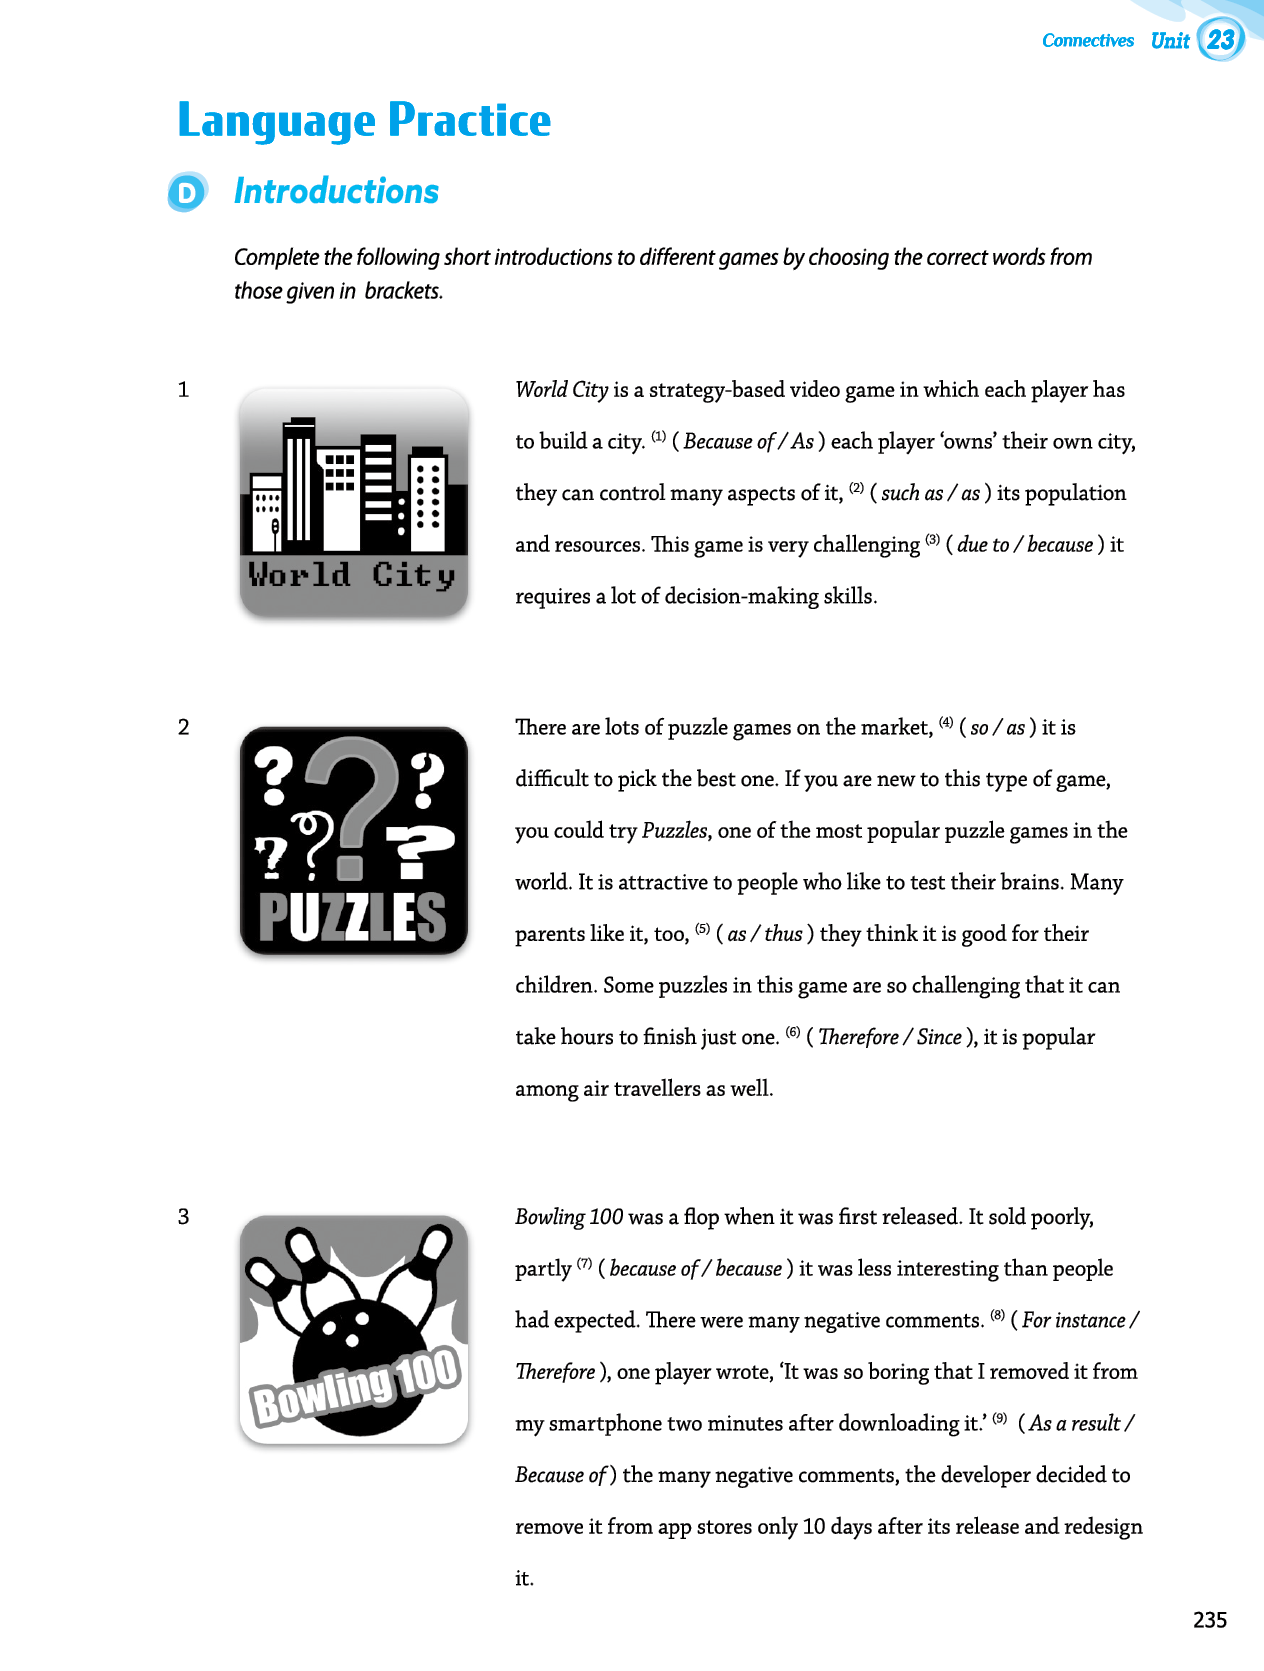 Connectives Unit 23
Language Practice
D Introductions
Complete the following short introductions to different games by choosing the correct words from
those given in brackets.
1
World City
World City is a strategy-based video game in which each player has
to build a city. (1) ( Because of / As ) each player ‘owns’ their own city,
they can control many aspects of it, (2) ( such as / as ) its population
and resources. This game is very challenging (3) ( due to / because ) it
requires a lot of decision-making skills.
2
? ? ? ? ? ?
PUZZLES
There are lots of puzzle games on the market, (4) ( so / as ) it is
difficult to pick the best one. If you are new to this type of game,
you could try Puzzles, one of the most popular puzzle games in the
world. It is attractive to people who like to test their brains. Many
parents like it, too, (5) ( as / thus ) they think it is good for their
children. Some puzzles in this game are so challenging that it can
take hours to finish just one. (6) ( Therefore / Since ), it is popular
among air travellers as well.
3
Bowling 100
Bowling 100 was a flop when it was first released. It sold poorly,
partly (7) ( because of / because ) it was less interesting than people
had expected. There were many negative comments. (8) ( For instance /
Therefore ), one player wrote, ‘It was so boring that I removed it from
my smartphone two minutes after downloading it.’ (9) ( As a result /
Because of ) the many negative comments, the developer decided to
remove it from app stores only 10 days after its release and redesign
it.
235